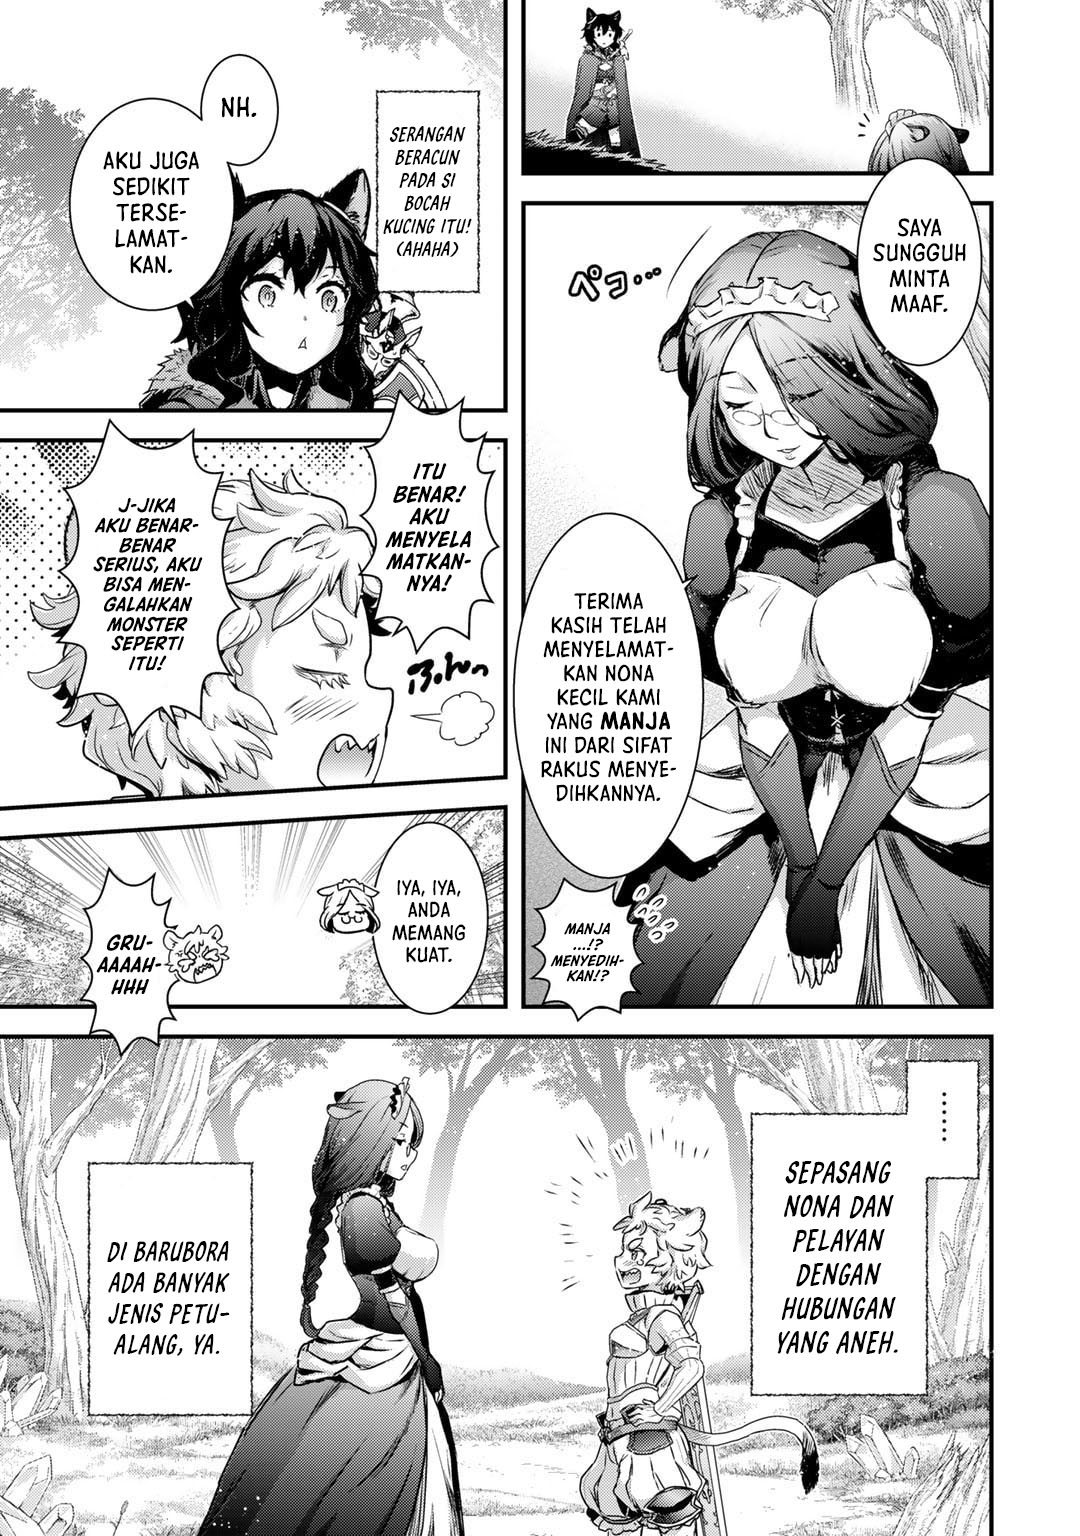 SAYA
SUNGGUH
MINTA
MAAF.
ペコ...
TERIMA
KASIH TELAH
MENYELAMAT-
KAN NONA
KECIL KAMI
YANG MANJA
INI DARI SIFAT
RAKUS MENYE-
DIHKANNYA.
MANJA
...!?
MENYEDIH-
KAN!?
SERANGAN
BERACUN
PADA SI
BOCAH
KUCING ITU!
(AHAHA)
NH.
AKU JUGA
SEDIKIT
TERSE-
LAMAT-
KAN.
ITU
BENAR!
AKU
MENYELA
MATKAN-
NYA!
J-JIKA
AKU BENAR-
BENAR
SERIUS, AKU
BISA MEN-
GALAHKAN
MONSTER
SEPERTI
ITU!
IYA, IYA,
ANDA
MEMANG
KUAT.
GRU-
AAAAH-
HHH
......
SEPASANG
NONA DAN
PELAYAN
DENGAN
HUBUNGAN
YANG ANEH.
DI BARUBORA
ADA BANYAK
JENIS PETU-
ALANG, YA.